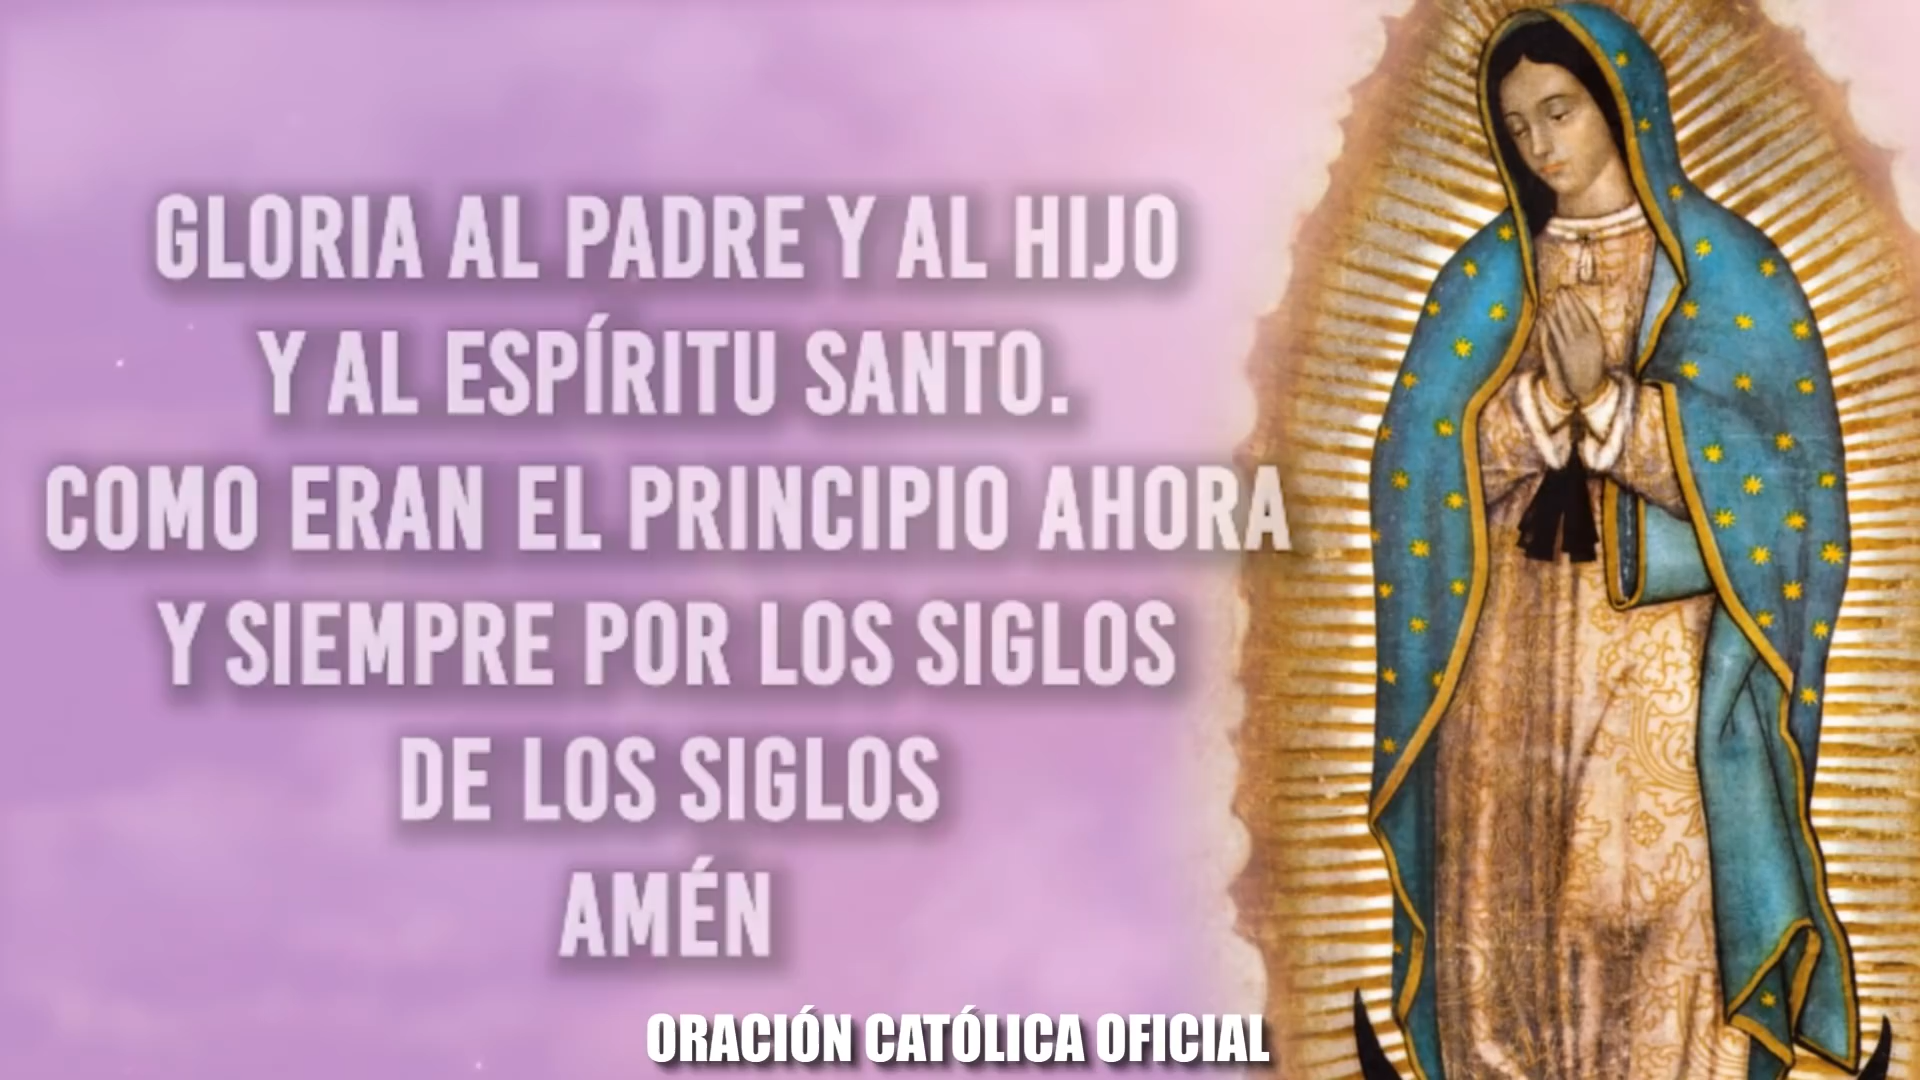 GLORIA AL PADRE Y AL HIJO
Y AL ESPÍRITU SANTO.
COMO ERAN EL PRINCIPIO AHORA
Y SIEMPRE POR LOS SIGLOS
DE LOS SIGLOS
AMÉN
ORACIÓN CATÓLICA OFICIAL